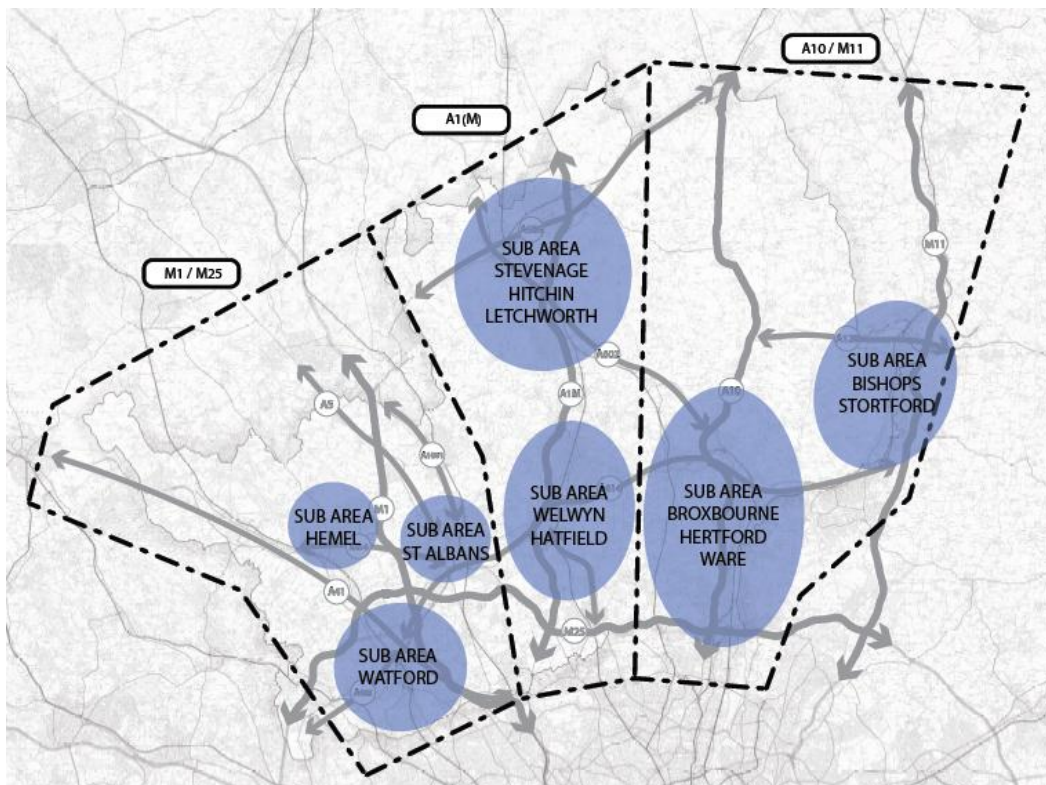 A10 / M11
A1(M)
M1 / M25
SUB AREA
STEVENAGE
HITCHIN
LETCHWORTH
M11
SUB AREA
BISHOPS
STORTFORD
A1M
A10
A5
M1
SUB AREA
HEMEL
SUB AREA
ST ALBANS
SUB AREA
WELWYN
HATFIELD
SUB AREA
BROXBOURNE
HERTFORD
WARE
A41
M25
SUB AREA
WATFORD